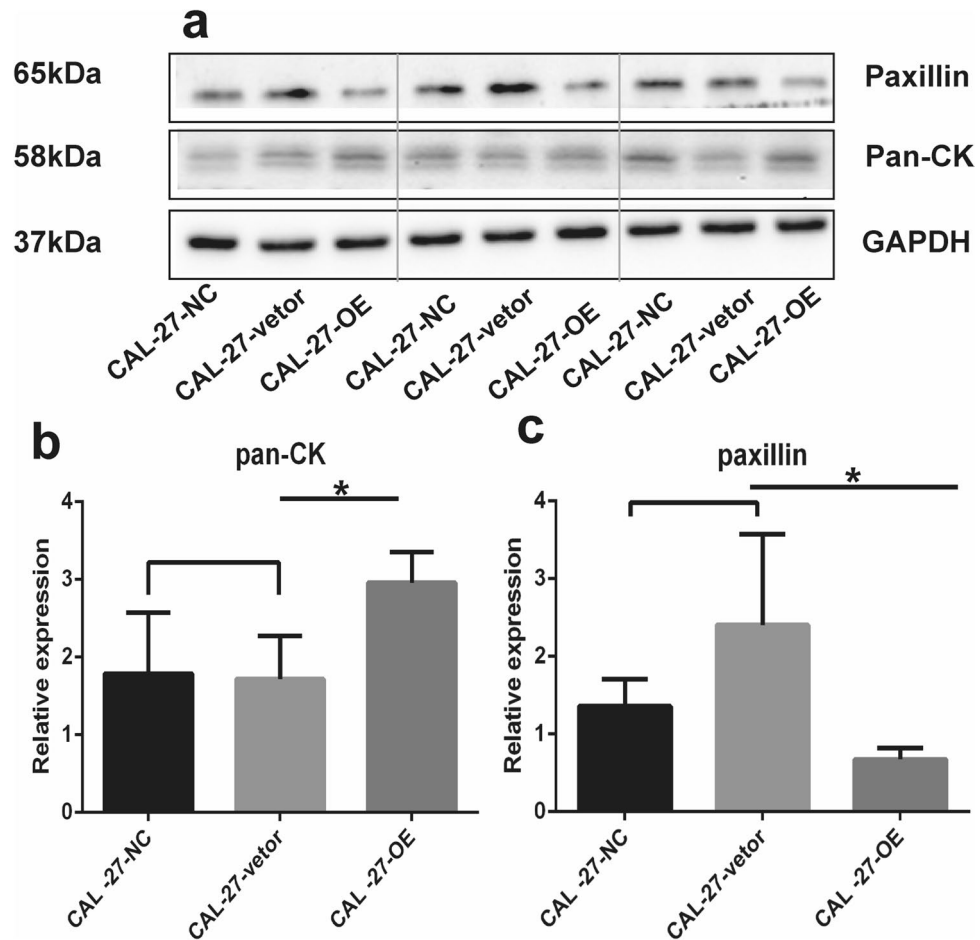 a
65kDa
Paxillin
58kDa
Pan-CK
37kDa
GAPDH
CAL-27-NC
CAL-27-vetor
CAL-27-OE
CAL-27-NC
CAL-27-vetor
CAL-27-OE
CAL-27-NC
CAL-27-vetor
CAL-27-OE
b
pan-CK
*
Relative expression
4
3
2
1
0
CAL -27-NC
CAL-27-vetor
CAL -27-OE
c
paxillin
*
Relative expression
4
3
2
1
0
CAL -27-NC
CAL-27-vetor
CAL -27-OE